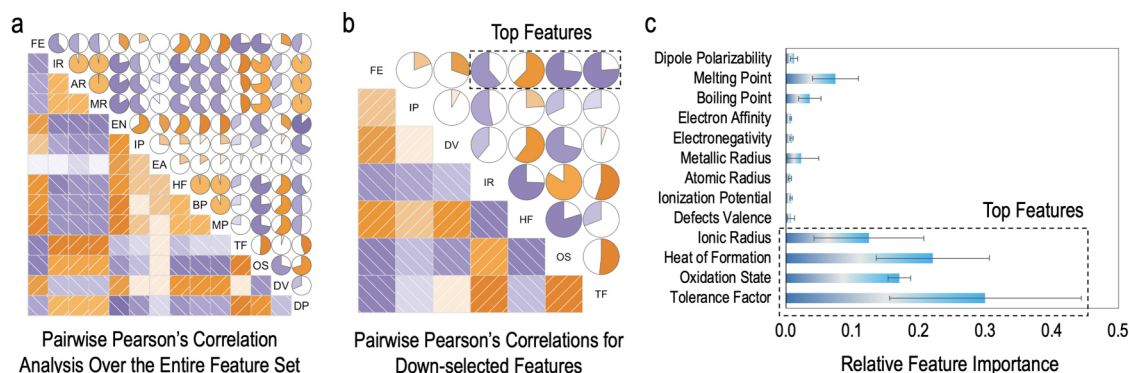 a
FE
IR
AR
MR
EN
IP
EA
HF
BP
MP
TF
OS
DV
DP
Pairwise Pearson's Correlation
Analysis Over the Entire Feature Set
b
Top Features
FE
IP
DV
IR
HF
OS
TF
Pairwise Pearson's Correlations for
Down-selected Features
c
Dipole Polarizability
Melting Point
Boiling Point
Electron Affinity
Electronegativity
Metallic Radius
Atomic Radius
Ionization Potential
Defects Valence
Top Features
Ionic Radius
Heat of Formation
Oxidation State
Tolerance Factor
0.0 0.1 0.2 0.3 0.4 0.5
Relative Feature Importance